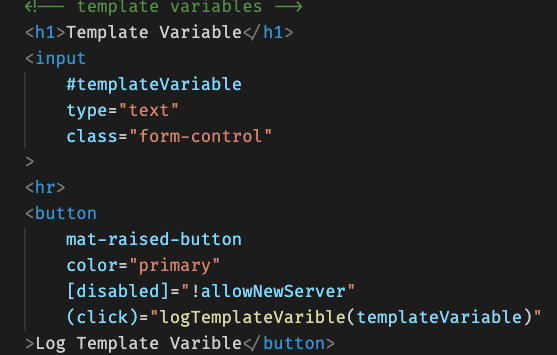 <!-- template variables -->
<h1>Template Variable</h1>
<input
#templateVariable
type="text"
class="form-control"
>
<hr>
<button
mat-raised-button
color="primary"
[disabled]="!allowNewServer"
(click)="logTemplateVarible(templateVariable)"
>Log Template Varible</button>